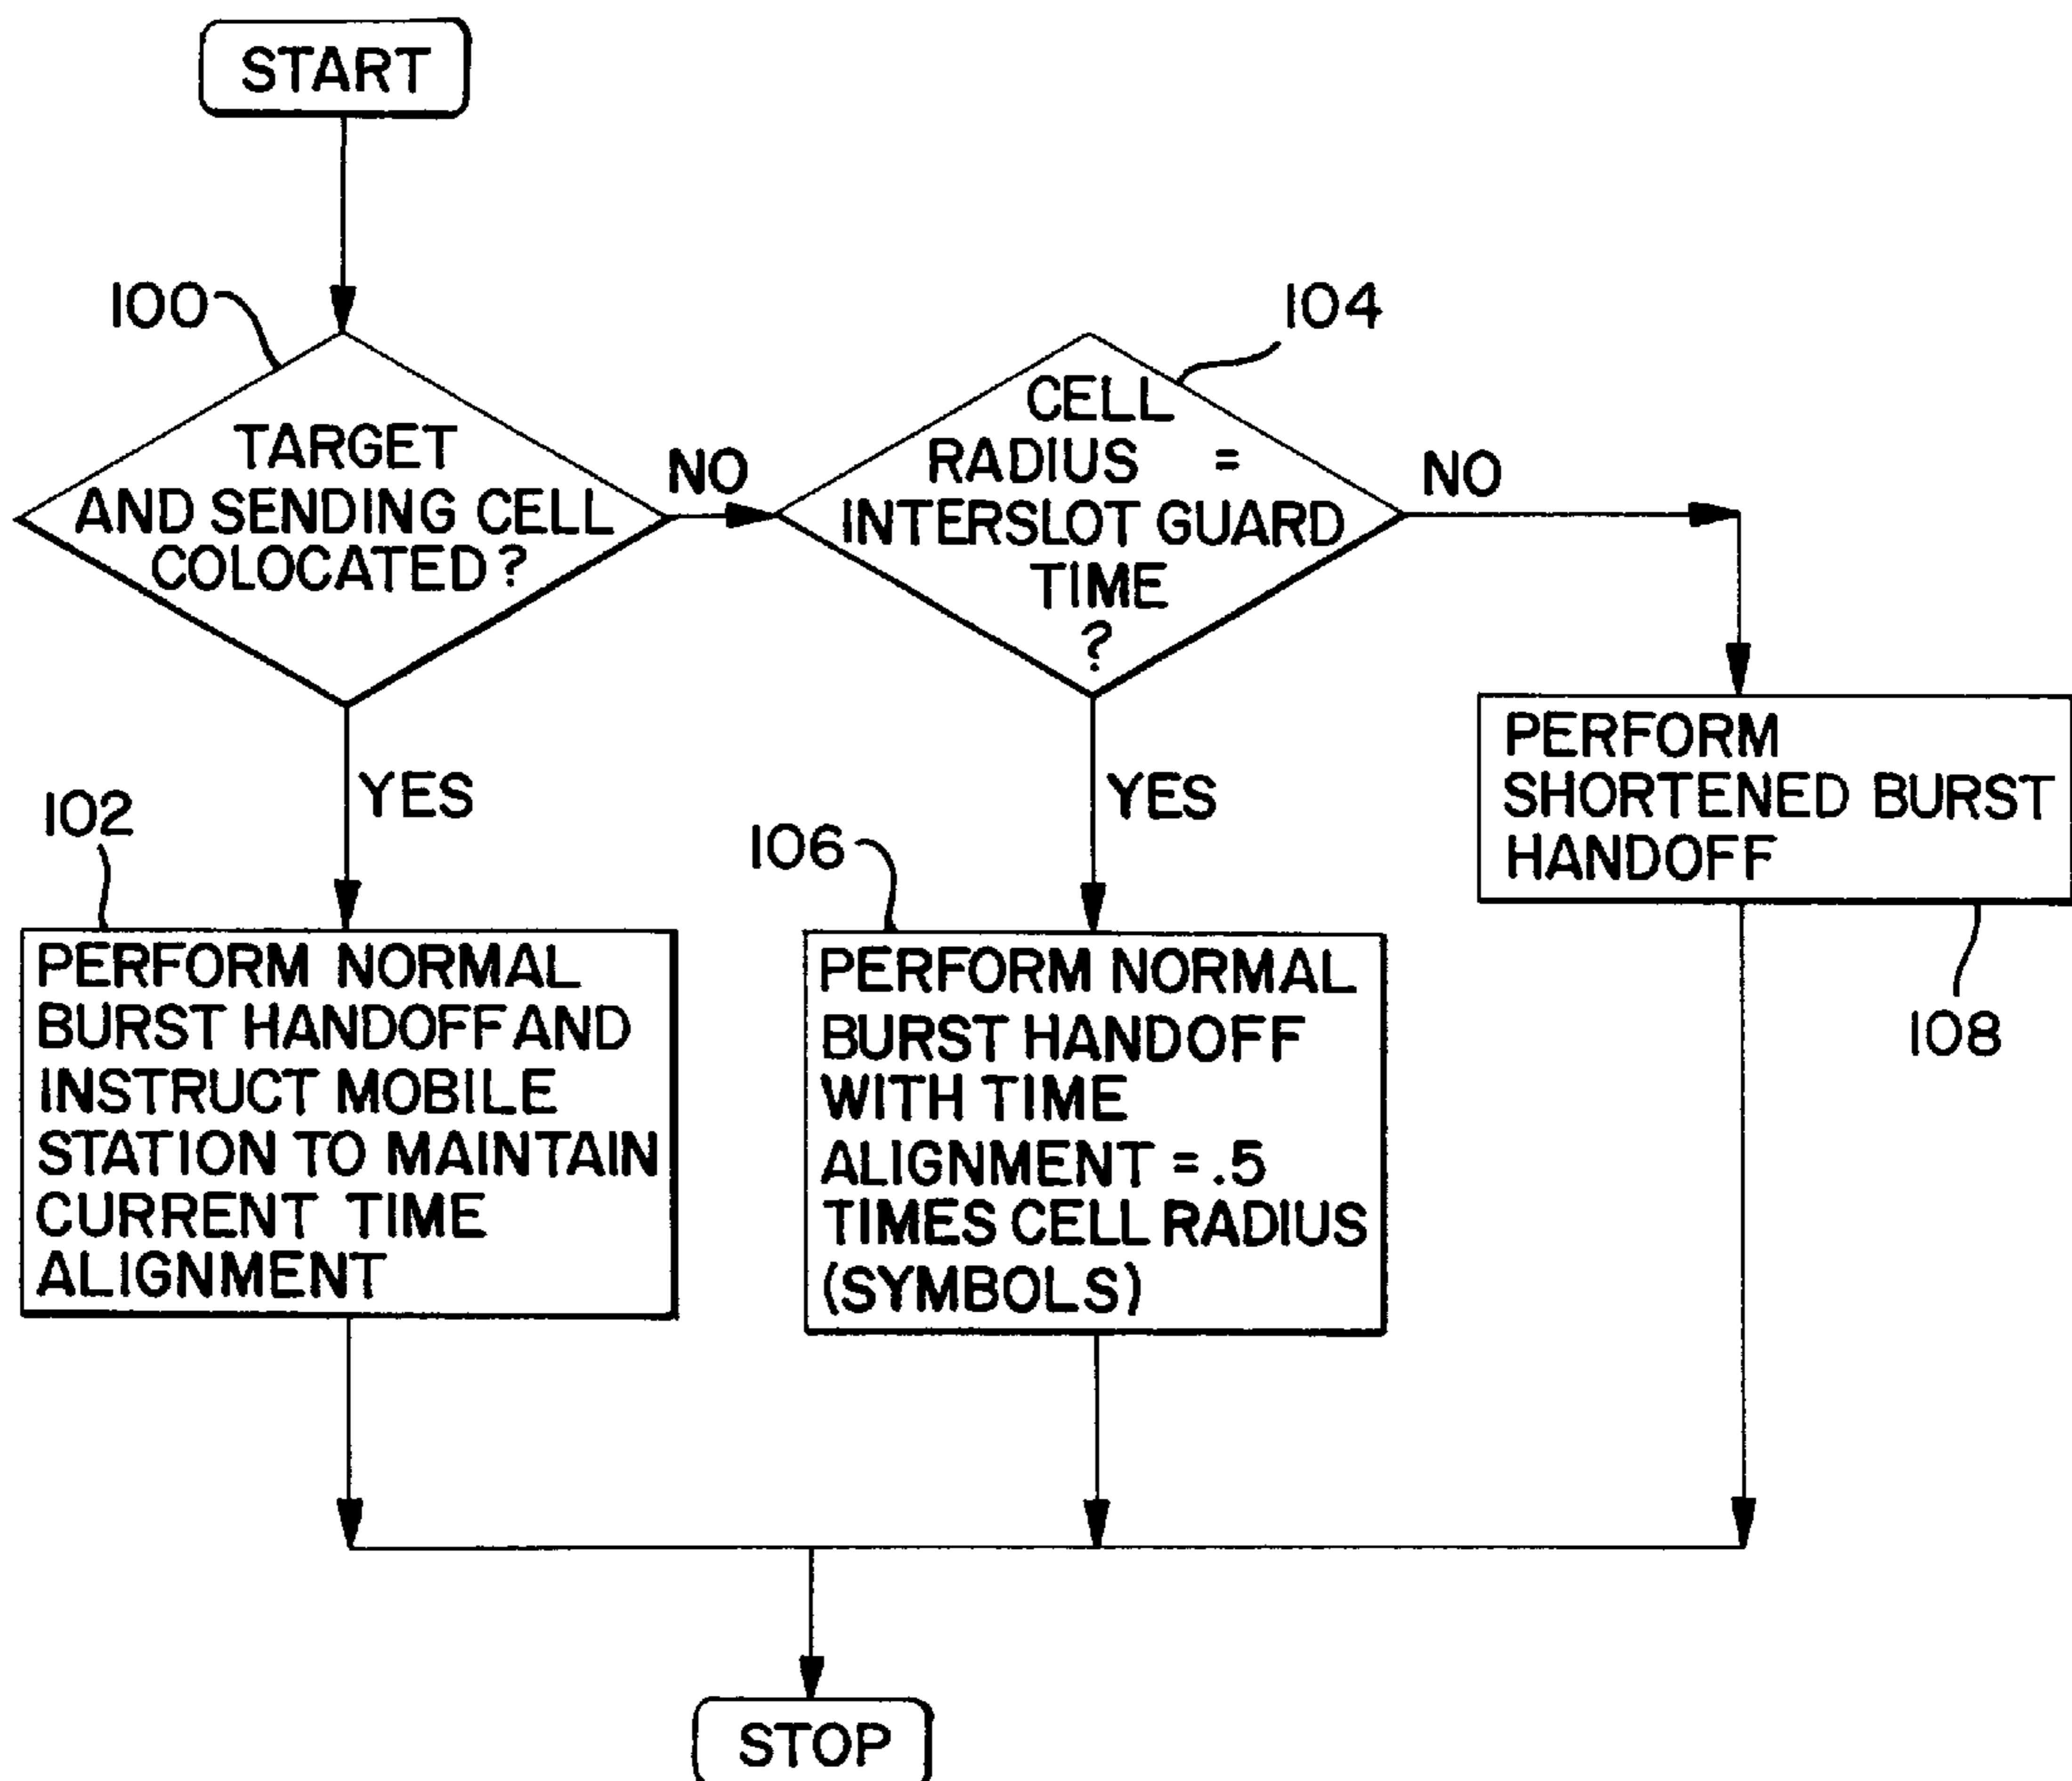 START
100
TARGET
AND SENDING CELL
COLOCATED?
NO
104
CELL
RADIUS =
INTERSLOT GUARD
TIME
?
NO
YES
YES
102
PERFORM NORMAL
BURST HANDOFF AND
INSTRUCT MOBILE
STATION TO MAINTAIN
CURRENT TIME
ALIGNMENT
106
PERFORM NORMAL
BURST HANDOFF
WITH TIME
ALIGNMENT = .5
TIMES CELL RADIUS
(SYMBOLS)
PERFORM
SHORTENED BURST
HANDOFF
108
STOP